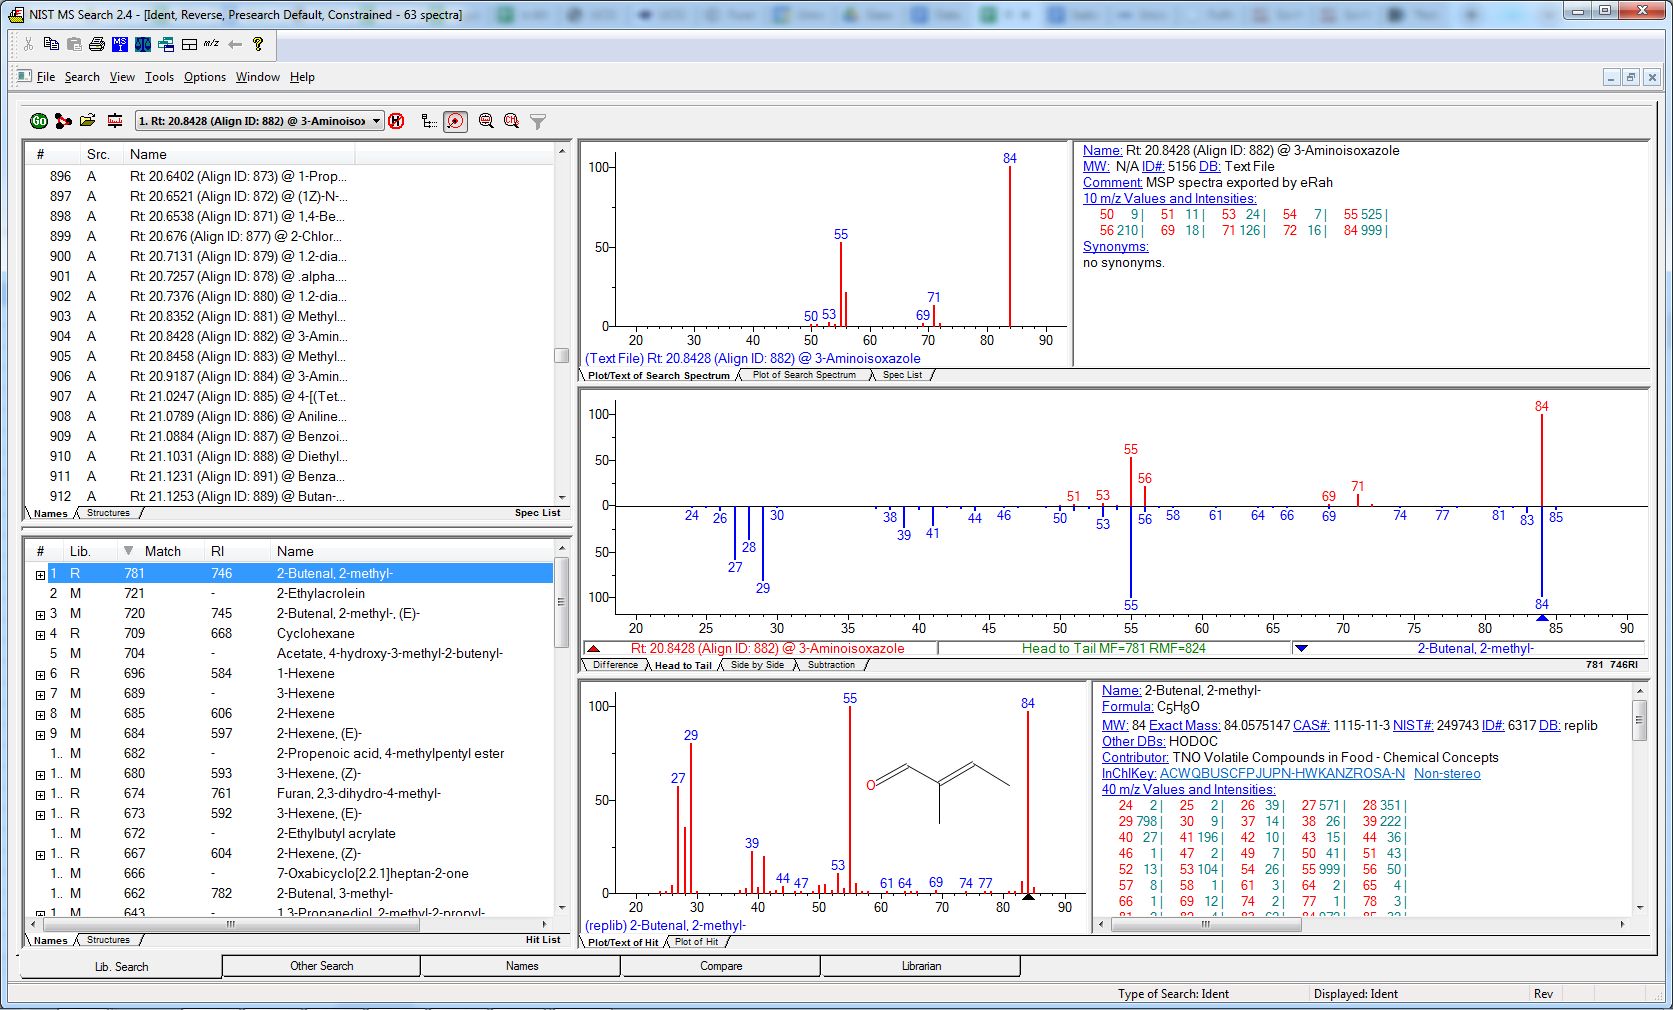 NIST MS Search 2.4 - [Ident, Reverse, Presearch Default, Constrained - 63 spectra]
MS
I
m/z
?
File Search View Tools Options Window Help
GO
1. Rt: 20.8428 (Align ID: 882) @ 3-Aminoisox
# Src. Name
896 A Rt: 20.6402 (Align ID: 873) @ 1-Prop...
897 A Rt: 20.6521 (Align ID: 872) @ (1Z)-N-...
898 A Rt: 20.6538 (Align ID: 871) @ 1,4-Be...
899 A Rt: 20.676 (Align ID: 877) @ 2-Chlor...
900 A Rt: 20.7131 (Align ID: 879) @ 1.2-dia...
901 A Rt: 20.7257 (Align ID: 878) @ .alpha....
902 A Rt: 20.7376 (Align ID: 880) @ 1.2-dia...
903 A Rt: 20.8352 (Align ID: 881) @ Methyl...
904 A Rt: 20.8428 (Align ID: 882) @ 3-Amin...
905 A Rt: 20.8458 (Align ID: 883) @ Methyl...
906 A Rt: 20.9187 (Align ID: 884) @ 3-Amin...
907 A Rt: 21.0247 (Align ID: 885) @ 4-[(Tet...
908 A Rt: 21.0789 (Align ID: 886) @ Aniline...
909 A Rt: 21.0884 (Align ID: 887) @ Benzoi...
910 A Rt: 21.1031 (Align ID: 888) @ Diethyl...
911 A Rt: 21.1231 (Align ID: 891) @ Benza...
912 A Rt: 21.1253 (Align ID: 889) @ Butan-...
Names Structures Spec List
# Lib. Match RI Name
1 R 781 746 2-Butenal, 2-methyl-
2 M 721 - 2-Ethylacrolein
3 M 720 745 2-Butenal, 2-methyl-, (E)-
4 R 709 668 Cyclohexane
5 M 704 - Acetate, 4-hydroxy-3-methyl-2-butenyl-
6 R 696 584 1-Hexene
7 M 689 - 3-Hexene
8 M 685 606 2-Hexene
9 M 684 597 2-Hexene, (E)-
1.. M 682 - 2-Propenoic acid, 4-methylpentyl ester
1.. M 680 593 3-Hexene, (Z)-
1.. R 674 761 Furan, 2,3-dihydro-4-methyl-
1.. R 673 592 3-Hexene, (E)-
1.. M 672 - 2-Ethylbutyl acrylate
1.. R 667 604 2-Hexene, (Z)-
1.. M 666 - 7-Oxabicyclo[2.2.1]heptan-2-one
1.. M 662 782 2-Butenal, 3-methyl-
1.. M 643 - 1,3-Propanediol, 2-methyl-2-propyl-
Names Structures Hit List
100
50
0
84
55
50 53 69 71
20 30 40 50 60 70 80 90
(Text File) Rt: 20.8428 (Align ID: 882) @ 3-Aminoisoxazole
Plot/Text of Search Spectrum Plot of Search Spectrum Spec List
Name: Rt: 20.8428 (Align ID: 882) @ 3-Aminoisoxazole
MW: N/A ID#: 5156 DB: Text File
Comment: MSP spectra exported by eRah
10 m/z Values and Intensities:
50 9 | 51 11 | 53 24 | 54 7 | 55 525 |
56 210 | 69 18 | 71 126 | 72 16 | 84 999 |
Synonyms:
no synonyms.
100
50
0
50
100
84
55
56
51 53 69 71
24 26 30 38 44 46 50 56 58 61 64 66 69 74 77 81 83 85
53
39 41
28
27
29
55 84
20 25 30 35 40 45 50 55 60 65 70 75 80 85 90
Rt: 20.8428 (Align ID: 882) @ 3-Aminoisoxazole Head to Tail MF=781 RMF=824 2-Butenal, 2-methyl-
Difference Head to Tail Side by Side Subtraction 781 746RI
100
50
0
55 84
29
27
39
53
44 47 61 64 69 74 77
O
20 30 40 50 60 70 80 90
(replib) 2-Butenal, 2-methyl-
Plot/Text of Hit Plot of Hit
Name: 2-Butenal, 2-methyl-
Formula: C5H8O
MW: 84 Exact Mass: 84.0575147 CAS#: 1115-11-3 NIST#: 249743 ID#: 6317 DB: replib
Other DBs: HODOC
Contributor: TNO Volatile Compounds in Food - Chemical Concepts
InChIKey: ACWQBUSCFPJUPN-HWKANZROSA-N Non-stereo
40 m/z Values and Intensities:
24 2 | 25 2 | 26 39 | 27 571 | 28 351 |
29 798 | 30 9 | 37 14 | 38 26 | 39 222 |
40 27 | 41 196 | 42 10 | 43 15 | 44 36 |
46 1 | 47 2 | 49 7 | 50 41 | 51 43 |
52 13 | 53 104 | 54 26 | 55 999 | 56 50 |
57 8 | 58 1 | 61 3 | 64 2 | 65 4 |
66 1 | 69 12 | 74 2 | 77 1 | 78 3 |
81 2 | 82 4 | 83 62 | 84 972 | 85 32 |
Lib. Search Other Search Names Compare Librarian
Type of Search: Ident Displayed: Ident Rev